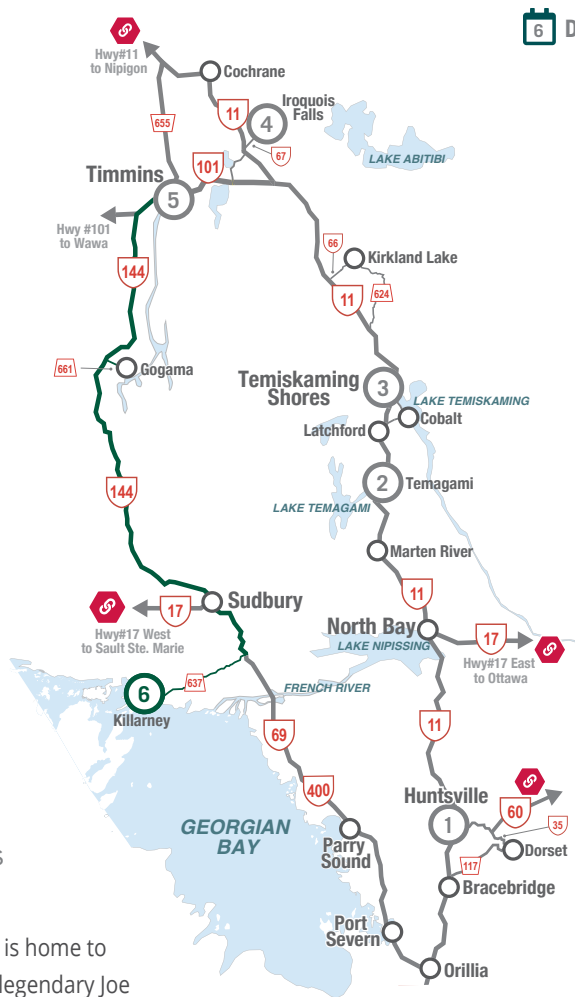 6 D
Hwy#11
to Nipigon
Cochrane
655
11
Iroquois
Falls
4
67
LAKE ABITIBI
101
Timmins
5
Hwy #101
to Wawa
144
66
Kirkland Lake
11
624
661
Gogama
Temiskaming
Shores
3
LAKE TEMISKAMING
Cobalt
Latchford
2
Temagami
144
LAKE TEMAGAMI
Marten River
11
Sudbury
17
Hwy#17 West
to Sault Ste. Marie
North Bay
LAKE NIPISSING
17
Hwy#17 East
to Ottawa
637
6
Killarney
FRENCH RIVER
69
11
400
Huntsville
1
60
35
Dorset
117
GEORGIAN
BAY
Parry
Sound
Bracebridge
s
Port
Severn
Orillia
is home to
legendary Joe